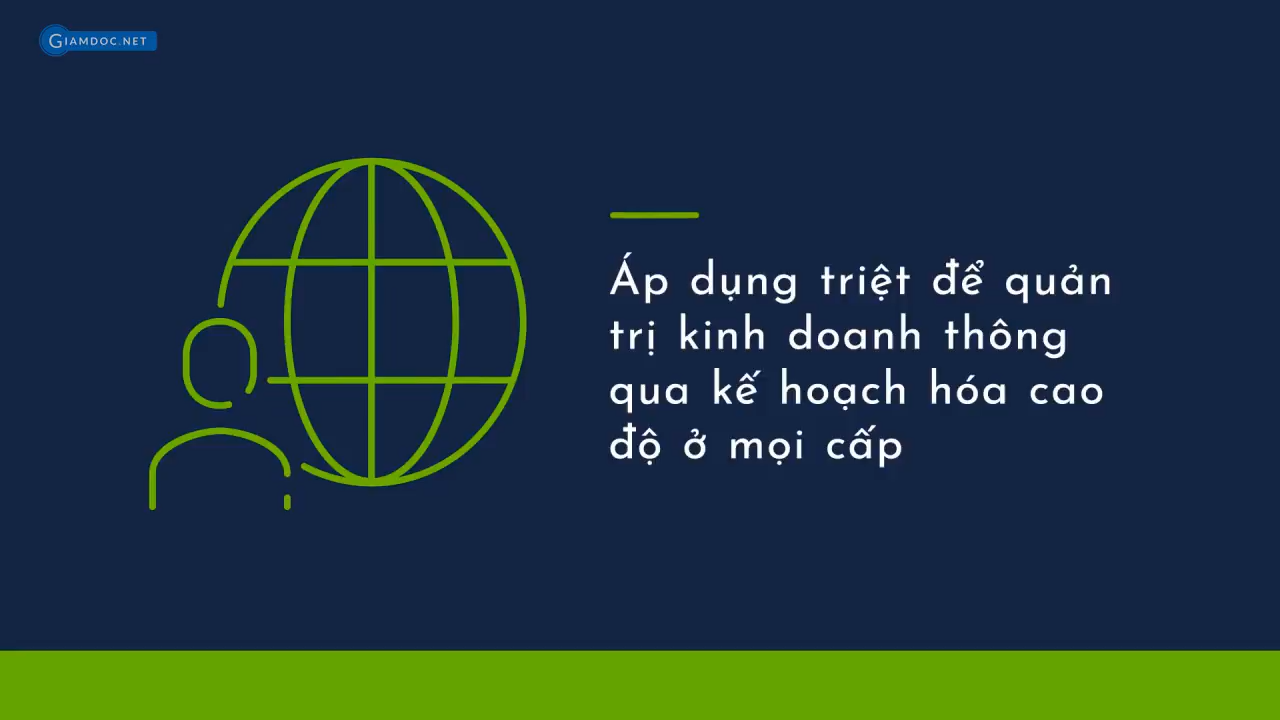 GIAMDOC.NET
Áp dụng triệt để quản
trị kinh doanh thông
qua kế hoạch hóa cao
độ ở mọi cấp